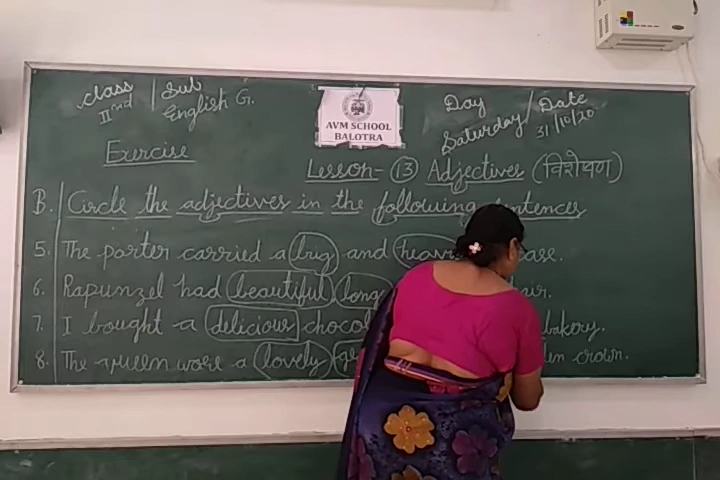 Class / Sub
IInd English G.
AVM SCHOOL
BALOTRA
Day / Date
Saturday 31/10/20
Exercise
Lesson- 13 Adjectives (विशेषण)
B. Circle the adjectives in the following sentences
5. The porter carried a big and
6. Rapunzel had beautiful long
7. I bought a delicious bakery.
8. The queen wore a lovely crown.